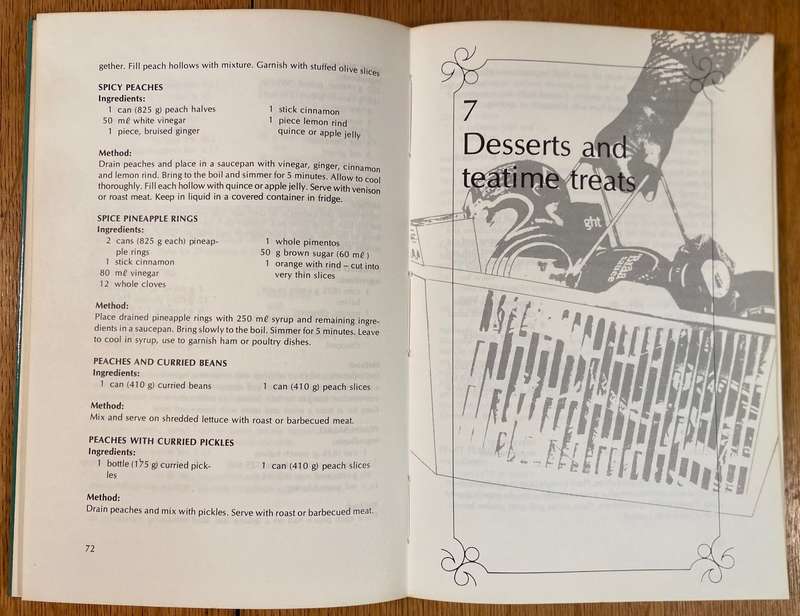 gether. Fill peach hollows with mixture. Garnish with stuffed olive slices
SPICY PEACHES
Ingredients:
1 can (825 g) peach halves
50 mℓ white vinegar
1 piece, bruised ginger
1 stick cinnamon
1 piece lemon rind
quince or apple jelly
Method:
Drain peaches and place in a saucepan with vinegar, ginger, cinnamon
and lemon rind. Bring to the boil and simmer for 5 minutes. Allow to cool
thoroughly. Fill each hollow with quince or apple jelly. Serve with venison
or roast meat. Keep in liquid in a covered container in fridge.
SPICE PINEAPPLE RINGS
Ingredients:
2 cans (825 g each) pineap-
ple rings
1 stick cinnamon
80 mℓ vinegar
12 whole cloves
1 whole pimentos
50 g brown sugar (60 mℓ)
1 orange with rind – cut into
very thin slices
Method:
Place drained pineapple rings with 250 mℓ syrup and remaining ingre-
dients in a saucepan. Bring slowly to the boil. Simmer for 5 minutes. Leave
to cool in syrup, use to garnish ham or poultry dishes.
PEACHES AND CURRIED BEANS
Ingredients:
1 can (410 g) curried beans
1 can (410 g) peach slices
Method:
Mix and serve on shredded lettuce with roast or barbecued meat.
PEACHES WITH CURRIED PICKLES
Ingredients:
1 bottle (175 g) curried pick-
les
1 can (410 g) peach slices
Method:
Drain peaches and mix with pickles. Serve with roast or barbecued meat.
72
7
Desserts and
teatime treats
ght